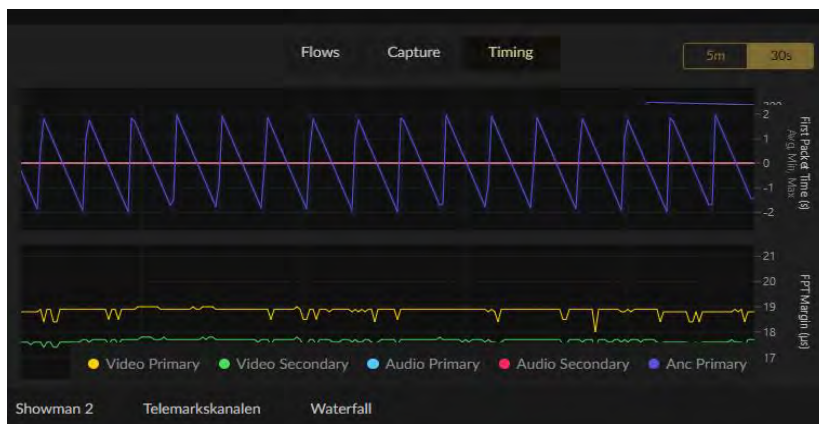 Flows Capture Timing
5m 30s
2
1
0
-1
-2
First Packet Time (s)
Avg, Min, Max
21
20
19
18
17
FPT Margin (µs)
Video Primary Video Secondary Audio Primary Audio Secondary Anc Primary
Showman 2 Telemarkskanalen Waterfall